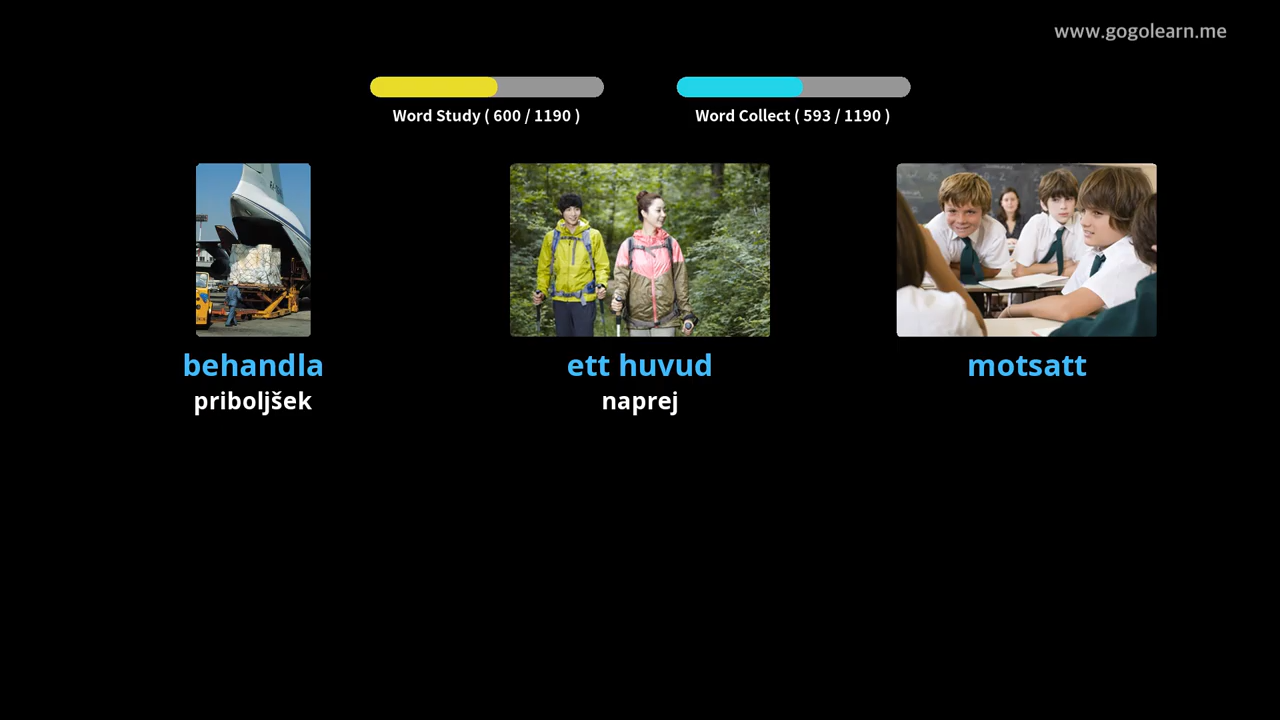 www.gogolearn.me
Word Study ( 600 / 1190 )
Word Collect ( 593 / 1190 )
behandla
priboljšek
ett huvud
naprej
motsatt